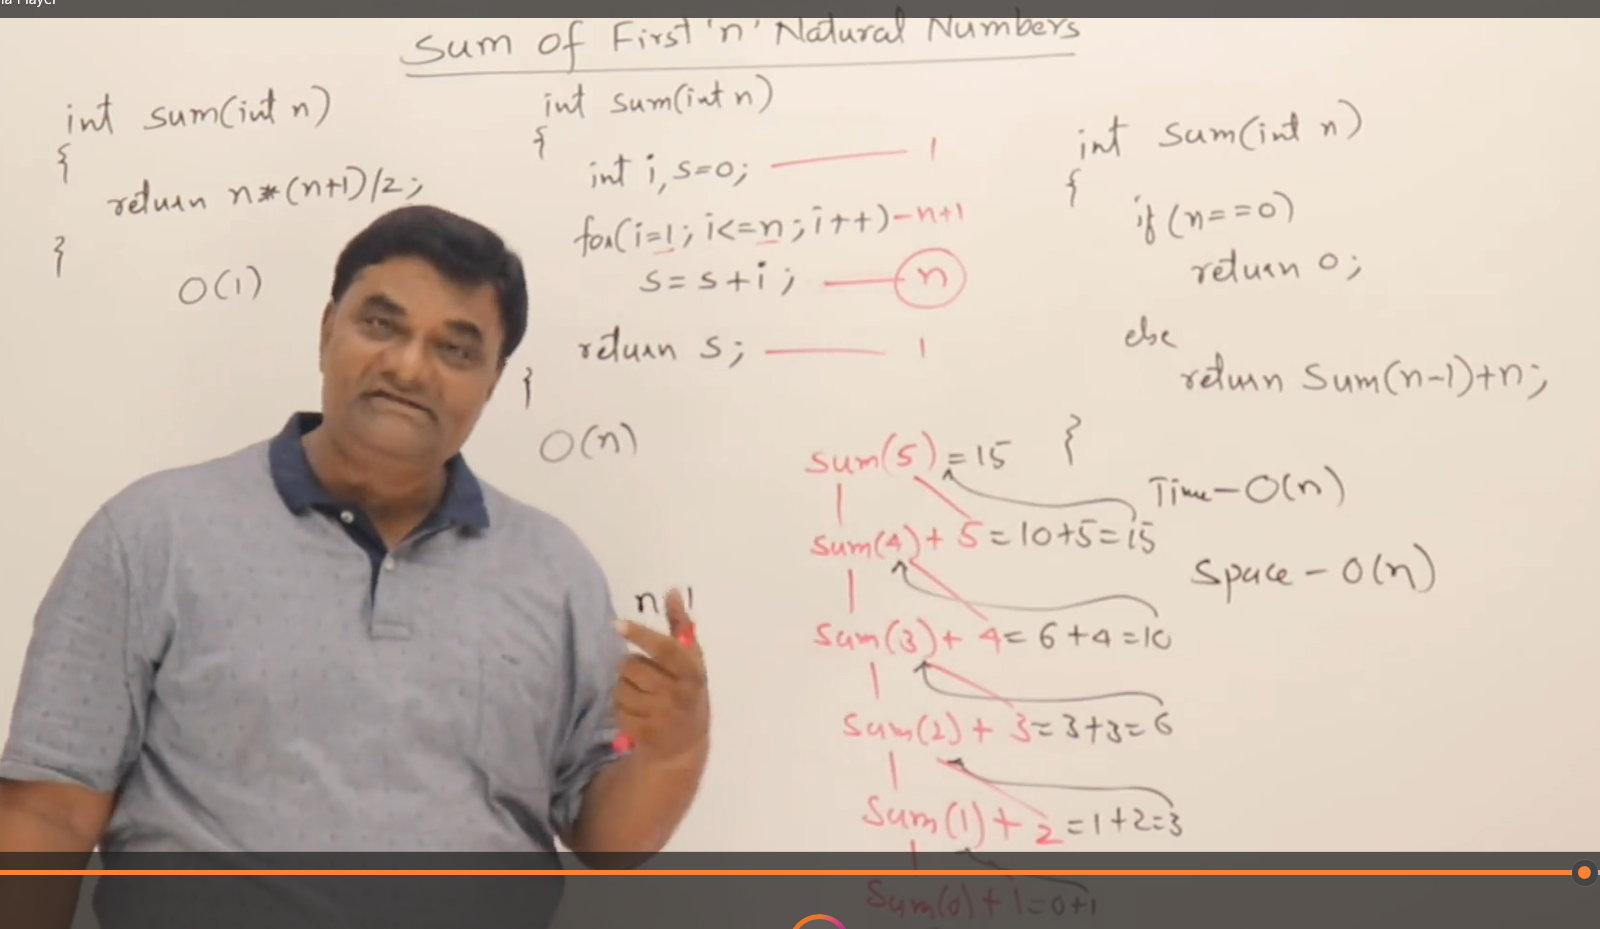 Sum of First 'n' Natural Numbers
int sum(int n)
{
return n*(n+1)/2;
}
O(1)
int sum(int n)
{
int i, s=0; 1
for(i=1; i<=n; i++) -n+1
s = s+i; n
return s; 1
}
O(n)
int sum(int n)
{
if(n==0)
return 0;
else
return Sum(n-1)+n;
}
Time - O(n)
Space - O(n)
sum(5) = 15
sum(4) + 5 = 10+5 = 15
sum(3) + 4 = 6+4 = 10
Sum(2) + 3 = 3+3 = 6
Sum(1) + 2 = 1+2 = 3
Sum(0) + 1 = 0+1
n
Player